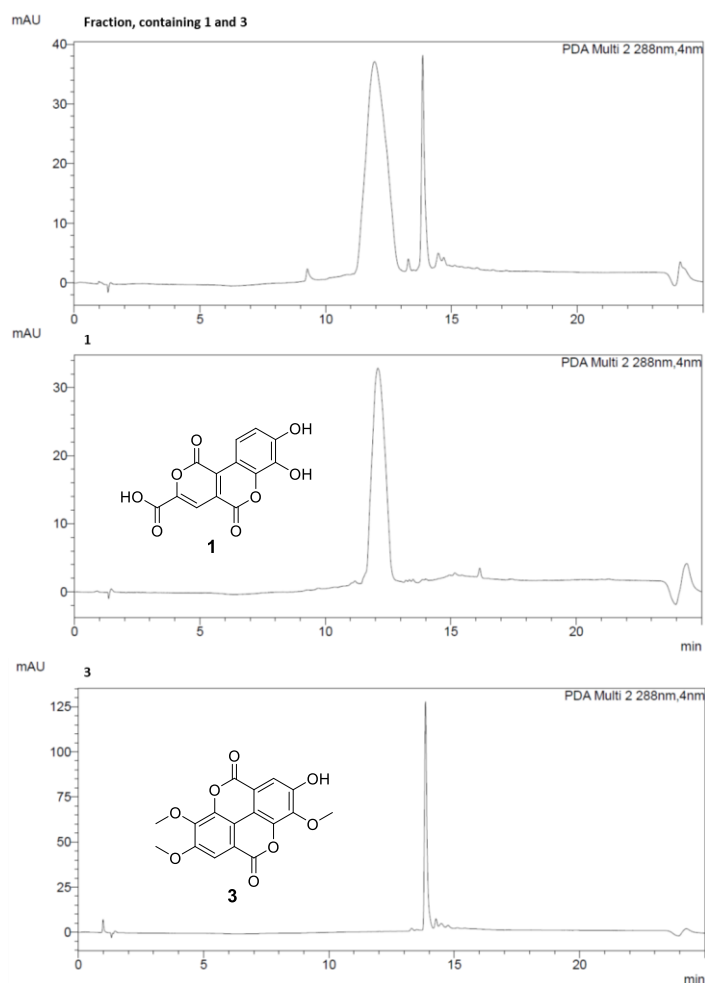 mAU Fraction, containing 1 and 3
PDA Multi 2 288nm,4nm
40
30
20
10
0
0 5 10 15 20
mAU
1
PDA Multi 2 288nm,4nm
30
20
10
0
O
OH
O
OH
HO
O
O
O
1
0 5 10 15 20
min
mAU
3
PDA Multi 2 288nm,4nm
125
100
75
50
25
0
O
O
OH
O
O
O
O
O
3
0 5 10 15 20
min